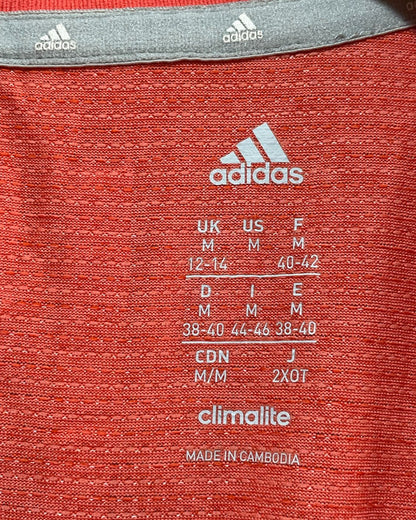 adidas adidas
adidas
UK US F
M M M
12-14 40-42
D I E
M M M
38-40 44-46 38-40
CDN J
M/M 2XOT
climalite
MADE IN CAMBODIA